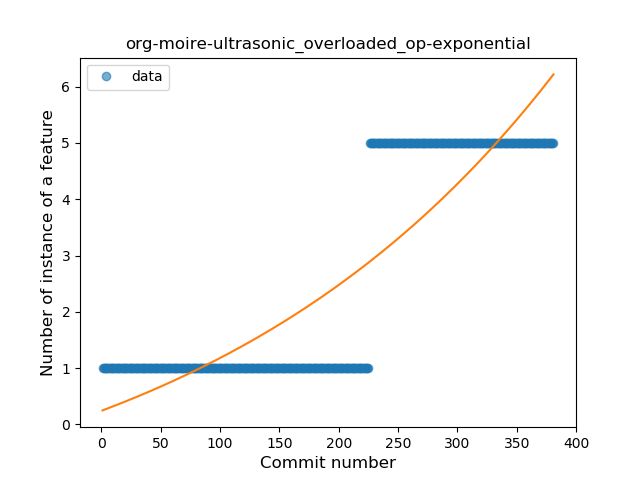 org-moire-ultrasonic_overloaded_op-exponential
data
Number of instance of a feature
6
5
4
3
2
1
0
0 50 100 150 200 250 300 350 400
Commit number